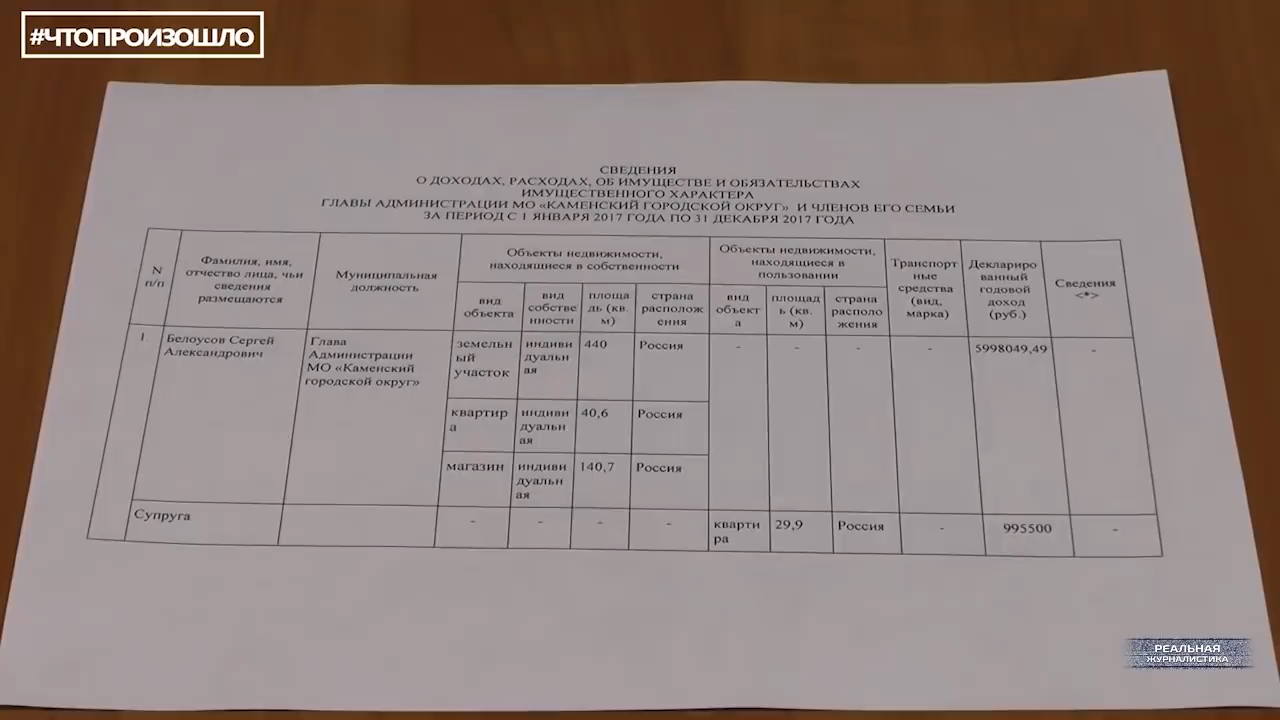 #ЧТОПРОИЗОШЛО
СВЕДЕНИЯ
О ДОХОДАХ, РАСХОДАХ, ОБ ИМУЩЕСТВЕ И ОБЯЗАТЕЛЬСТВАХ
ИМУЩЕСТВЕННОГО ХАРАКТЕРА
ГЛАВЫ АДМИНИСТРАЦИИ МО «КАМЕНСКИЙ ГОРОДСКОЙ ОКРУГ» И ЧЛЕНОВ ЕГО СЕМЬИ
ЗА ПЕРИОД С 1 ЯНВАРЯ 2017 ГОДА ПО 31 ДЕКАБРЯ 2017 ГОДА
N
п/п
Фамилия, имя,
отчество лица, чьи
сведения
размещаются
Муниципальная
должность
Объекты недвижимости,
находящиеся в собственности
Объекты недвижимости,
находящиеся в
пользовании
Транспорт
ные
средства
(вид,
марка)
Деклариро
ванный
годовой
доход
(руб.)
Сведения
<*>
вид
объекта
вид
собстве
нности
площа
дь (кв.
м)
страна
располож
ения
вид
объект
а
площад
ь (кв.
м)
страна
располо
жения
1.
Белоусов Сергей
Александрович
Глава
Администрации
МО «Каменский
городской округ»
земельн
ый
участок
индиви
дуальн
ая
440
Россия
-
-
-
-
5998049,49
-
квартир
а
индиви
дуальн
ая
40,6
Россия
магазин
индиви
дуальн
ая
140,7
Россия
Супруга
-
-
-
-
кварти
ра
29,9
Россия
-
995500
-
РЕАЛЬНАЯ
ЖУРНАЛИСТИКА